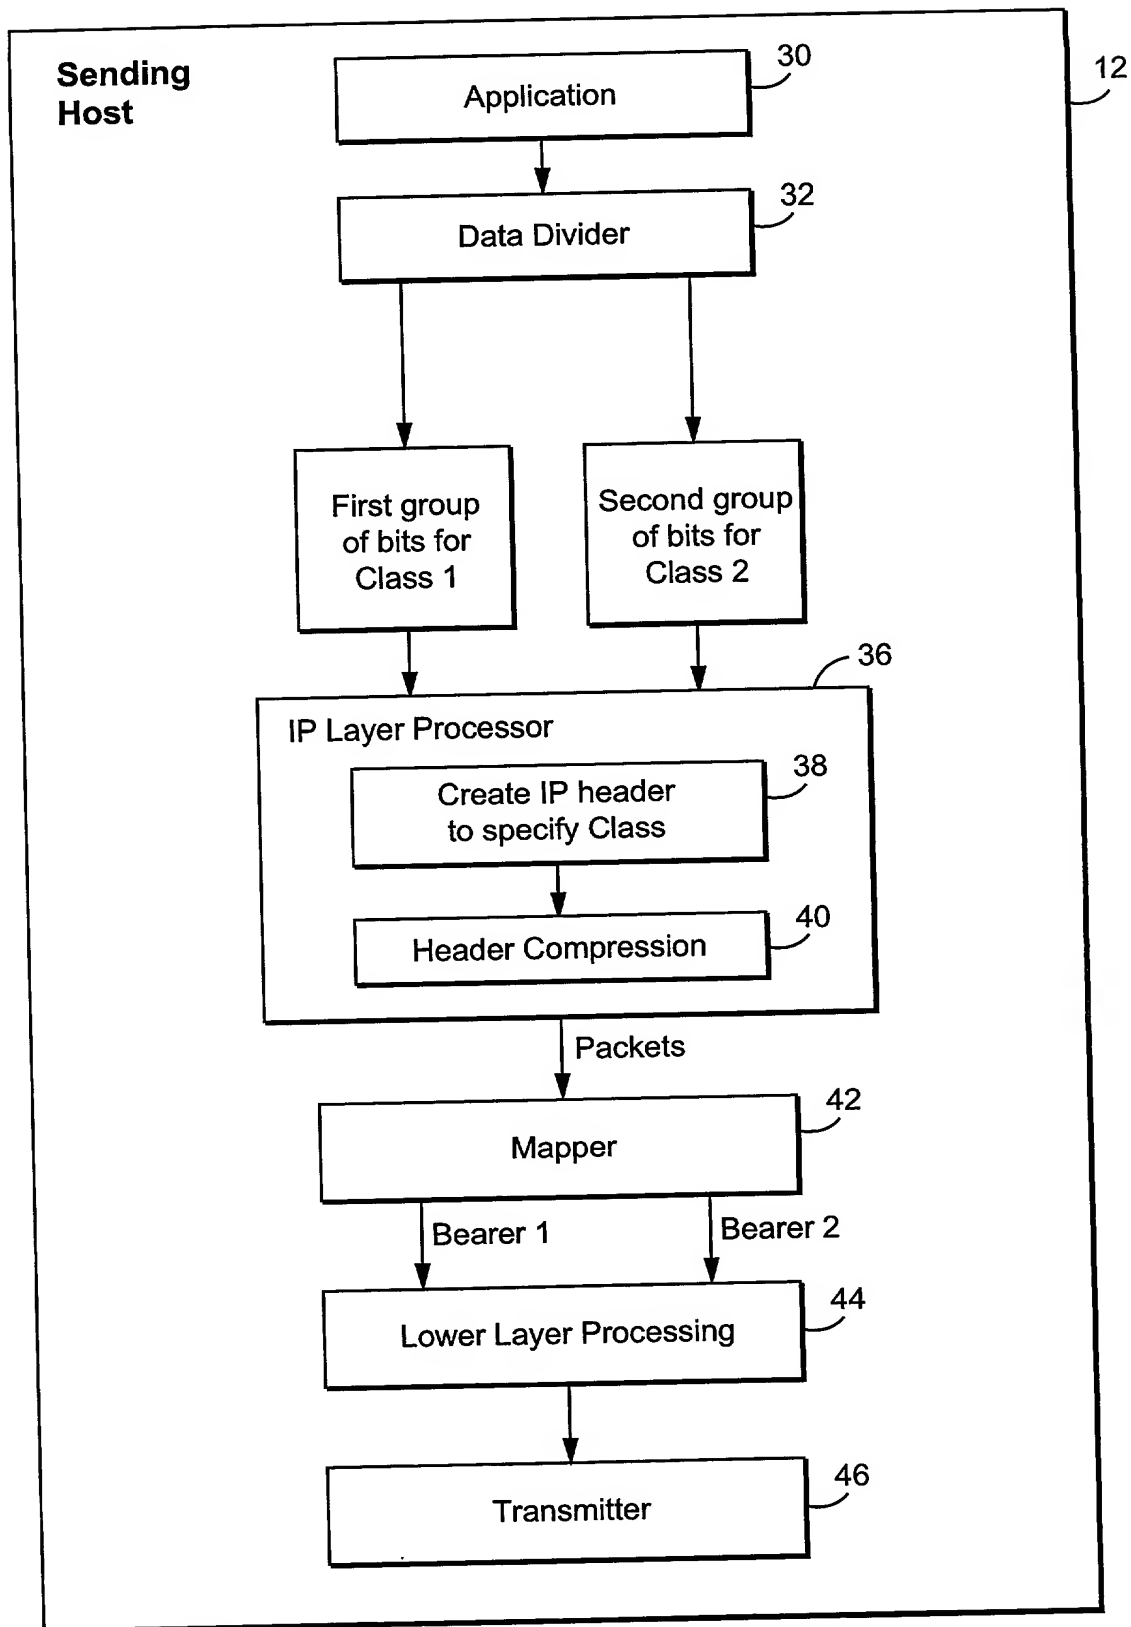 Sending
Host
12
Application
30
Data Divider
32
First group
of bits for
Class 1
Second group
of bits for
Class 2
36
IP Layer Processor
Create IP header
to specify Class
38
Header Compression
40
Packets
Mapper
42
Bearer 1
Bearer 2
Lower Layer Processing
44
Transmitter
46